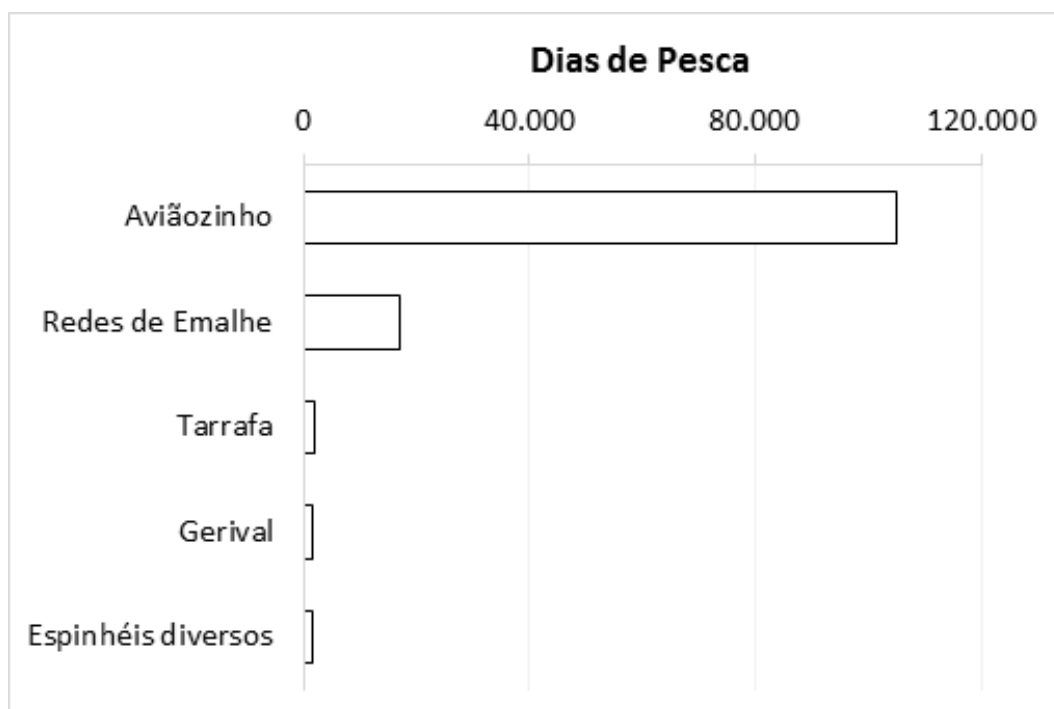 Dias de Pesca
0 40.000 80.000 120.000
Aviãozinho
Redes de Emalhe
Tarrafa
Gerival
Espinhéis diversos